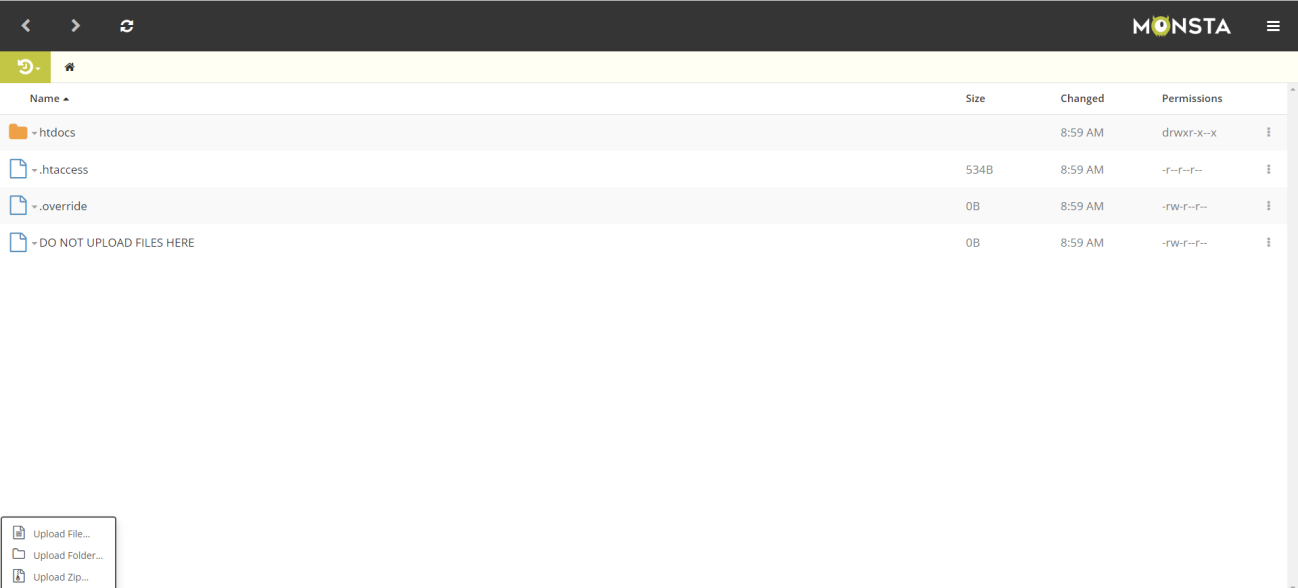 MONSTA
Name Size Changed Permissions
htdocs 8:59 AM drwxr-x--x
.htaccess 534B 8:59 AM -r--r--r--
.override 0B 8:59 AM -rw-r--r--
DO NOT UPLOAD FILES HERE 0B 8:59 AM -rw-r--r--
Upload File...
Upload Folder...
Upload Zip...